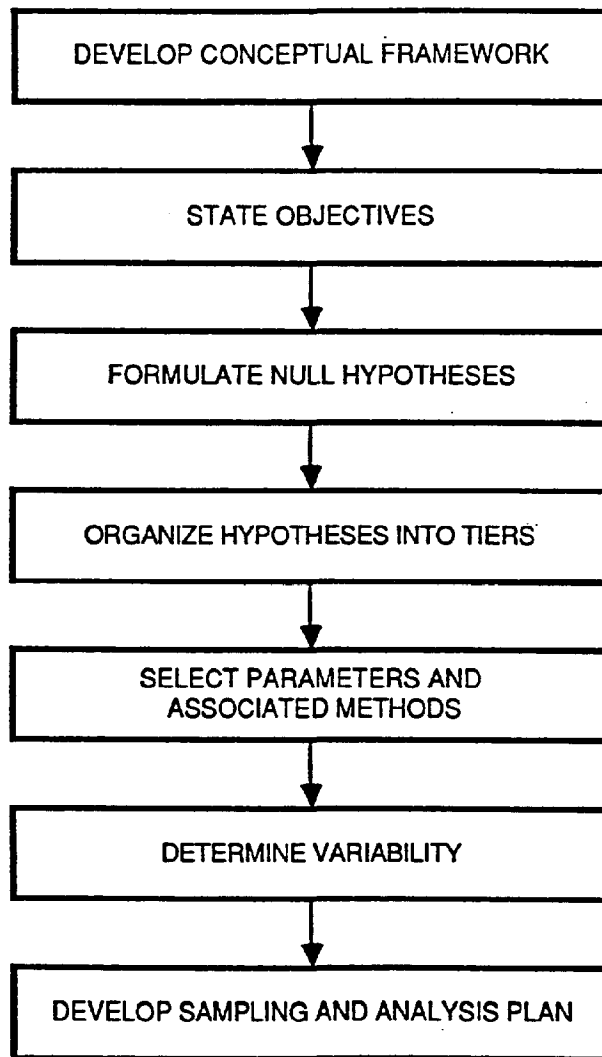 DEVELOP CONCEPTUAL FRAMEWORK
STATE OBJECTIVES
FORMULATE NULL HYPOTHESES
ORGANIZE HYPOTHESES INTO TIERS
SELECT PARAMETERS AND
ASSOCIATED METHODS
DETERMINE VARIABILITY
DEVELOP SAMPLING AND ANALYSIS PLAN